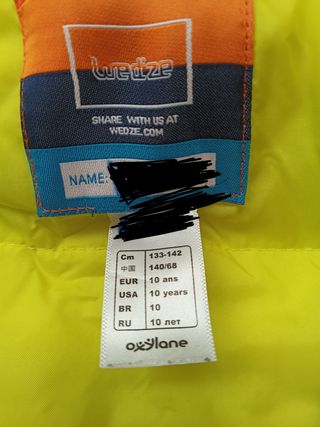 wedze
SHARE WITH US AT
WEDZE.COM
NAME:
Cm 133-142
中国 140/68
EUR 10 ans
USA 10 years
BR 10
RU 10 лет
oxylane